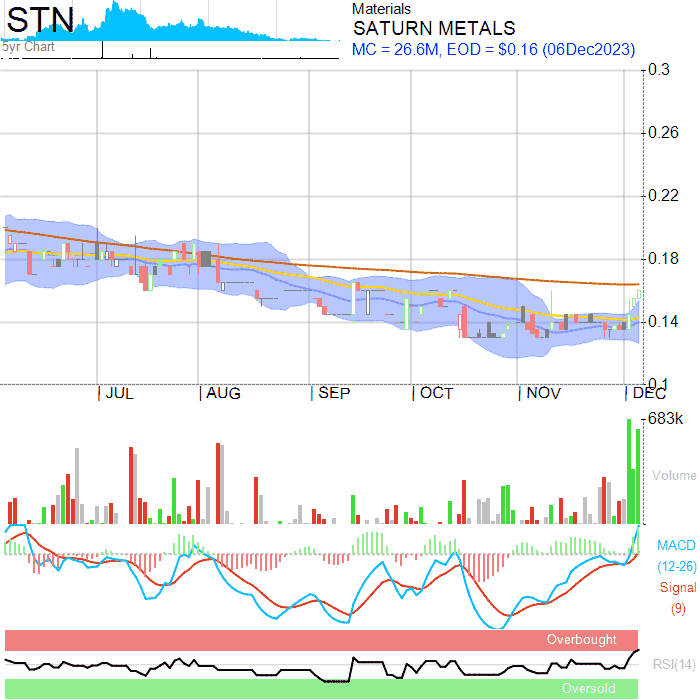 STN
5yr Chart
Materials
SATURN METALS
MC = 26.6M, EOD = $0.16 (06Dec2023)
0.3
0.26
0.22
0.18
0.14
0.1
JUL
AUG
SEP
OCT
NOV
DEC
683k
Volume
MACD
(12-26)
Signal
(9)
Overbought
RSI(14)
Oversold